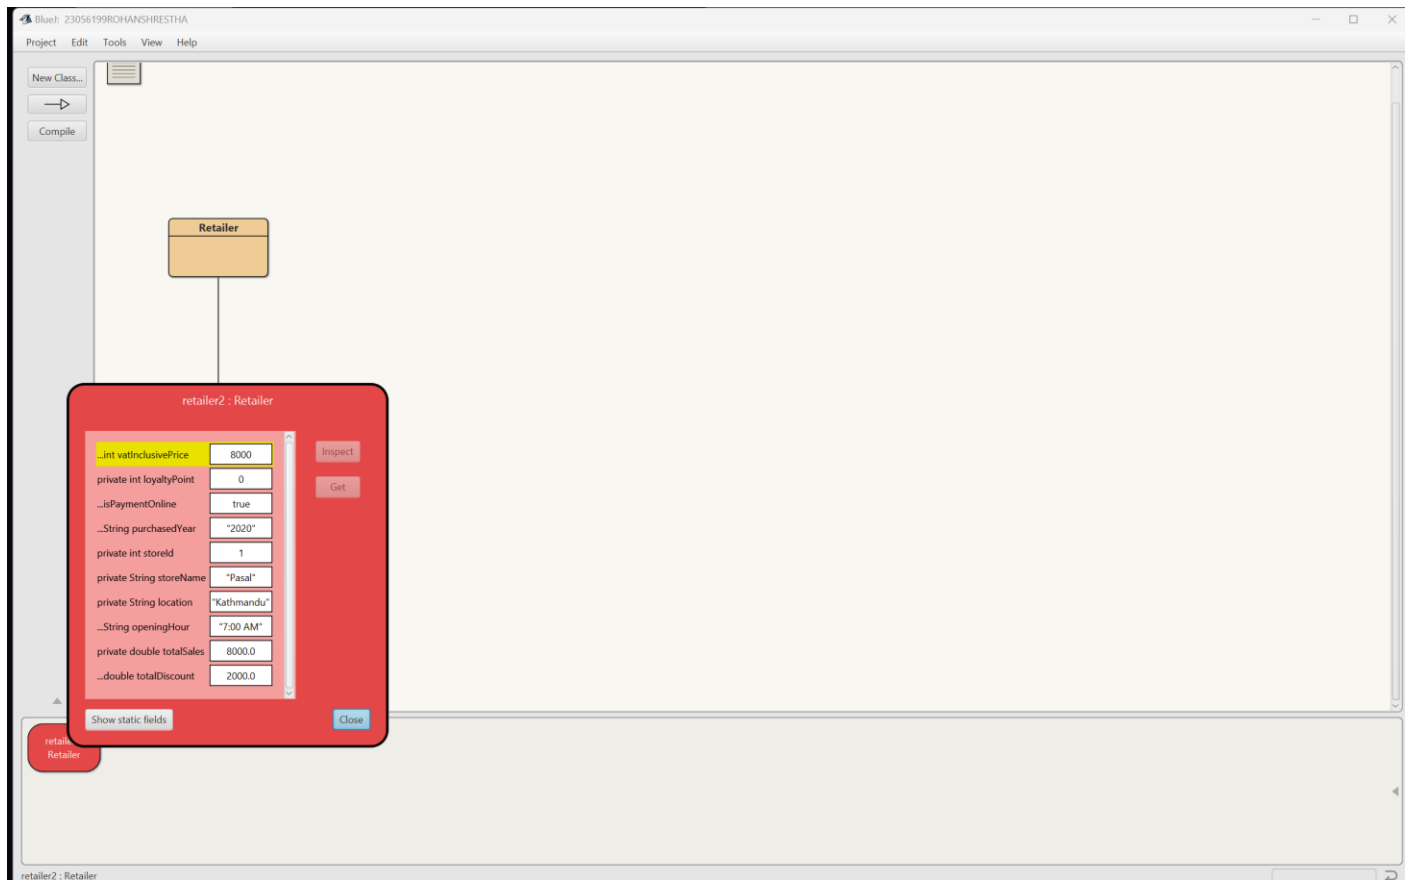 BlueJ: 23056199ROHANSHRESTHA
Project Edit Tools View Help
New Class...
Compile
Retailer
retailer2 : Retailer
...int vatInclusivePrice 8000
private int loyaltyPoint 0
...isPaymentOnline true
...String purchasedYear "2020"
private int storeId 1
private String storeName "Pasal"
private String location "Kathmandu"
...String openingHour "7:00 AM"
private double totalSales 8000.0
...double totalDiscount 2000.0
Inspect
Get
Show static fields
Close
Retailer
retailer2 : Retailer